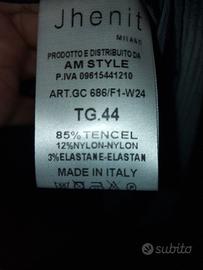 Jhenit
MILANO
PRODOTTO E DISTRIBUITO DA
AM STYLE
P.IVA 09615441210
ART.GC 686/F1-W24
TG.44
85% TENCEL
12%NYLON-NYLON
3%ELASTANE-ELASTAN
MADE IN ITALY
subito